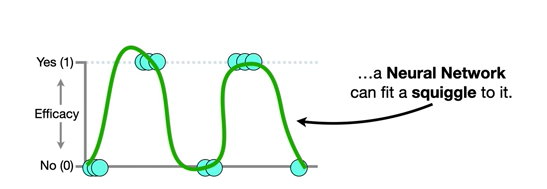 Yes (1)
Efficacy
No (0)
…a Neural Network
can fit a squiggle to it.